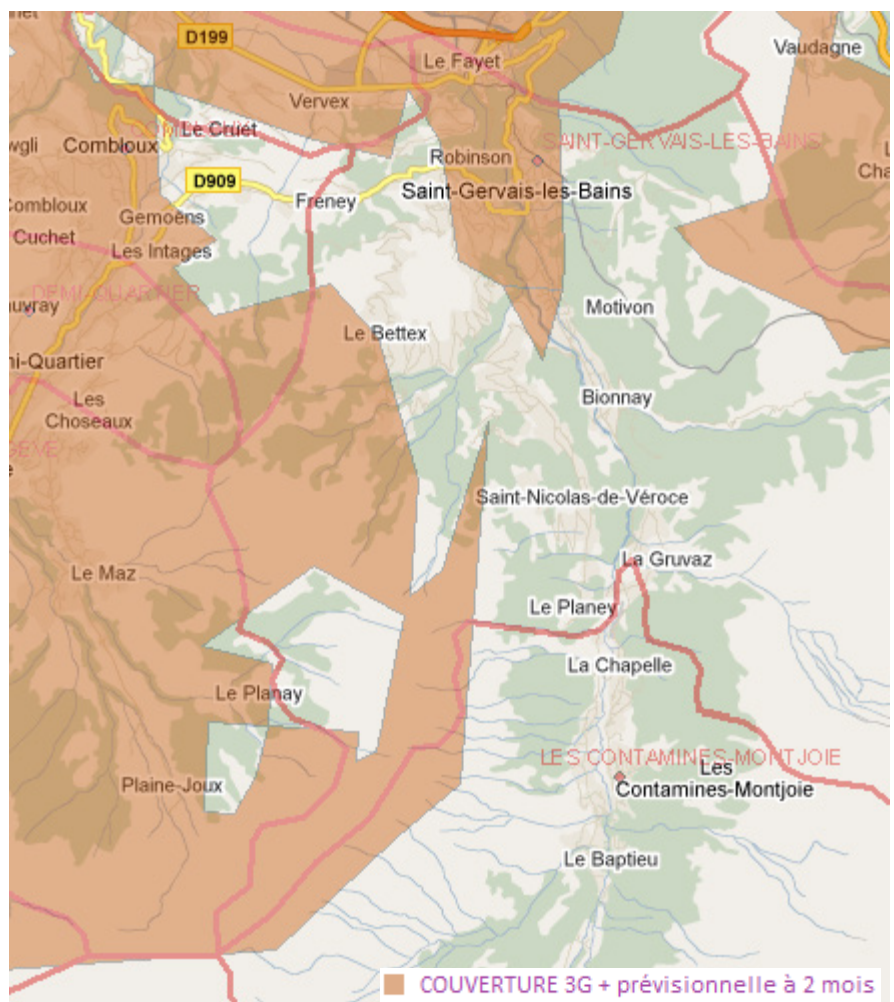 D199
Le Fayet
Vaudagne
Vervex
Le Cruet
Combloux
Robinson
SAINT-GERVAIS-LES-BAINS
D909
Saint-Gervais-les-Bains
Freney
Combloux
Gemoëns
Cuchet
Les Intages
DEMI-QUARTIER
Motivon
Le Bettex
Les
Choseaux
Bionnay
Saint-Nicolas-de-Véroce
La Gruvaz
Le Maz
Le Planey
La Chapelle
Le Planay
LES CONTAMINES-MONTJOIE
Les
Contamines-Montjoie
Plaine-Joux
Le Baptieu
COUVERTURE 3G + prévisionnelle à 2 mois